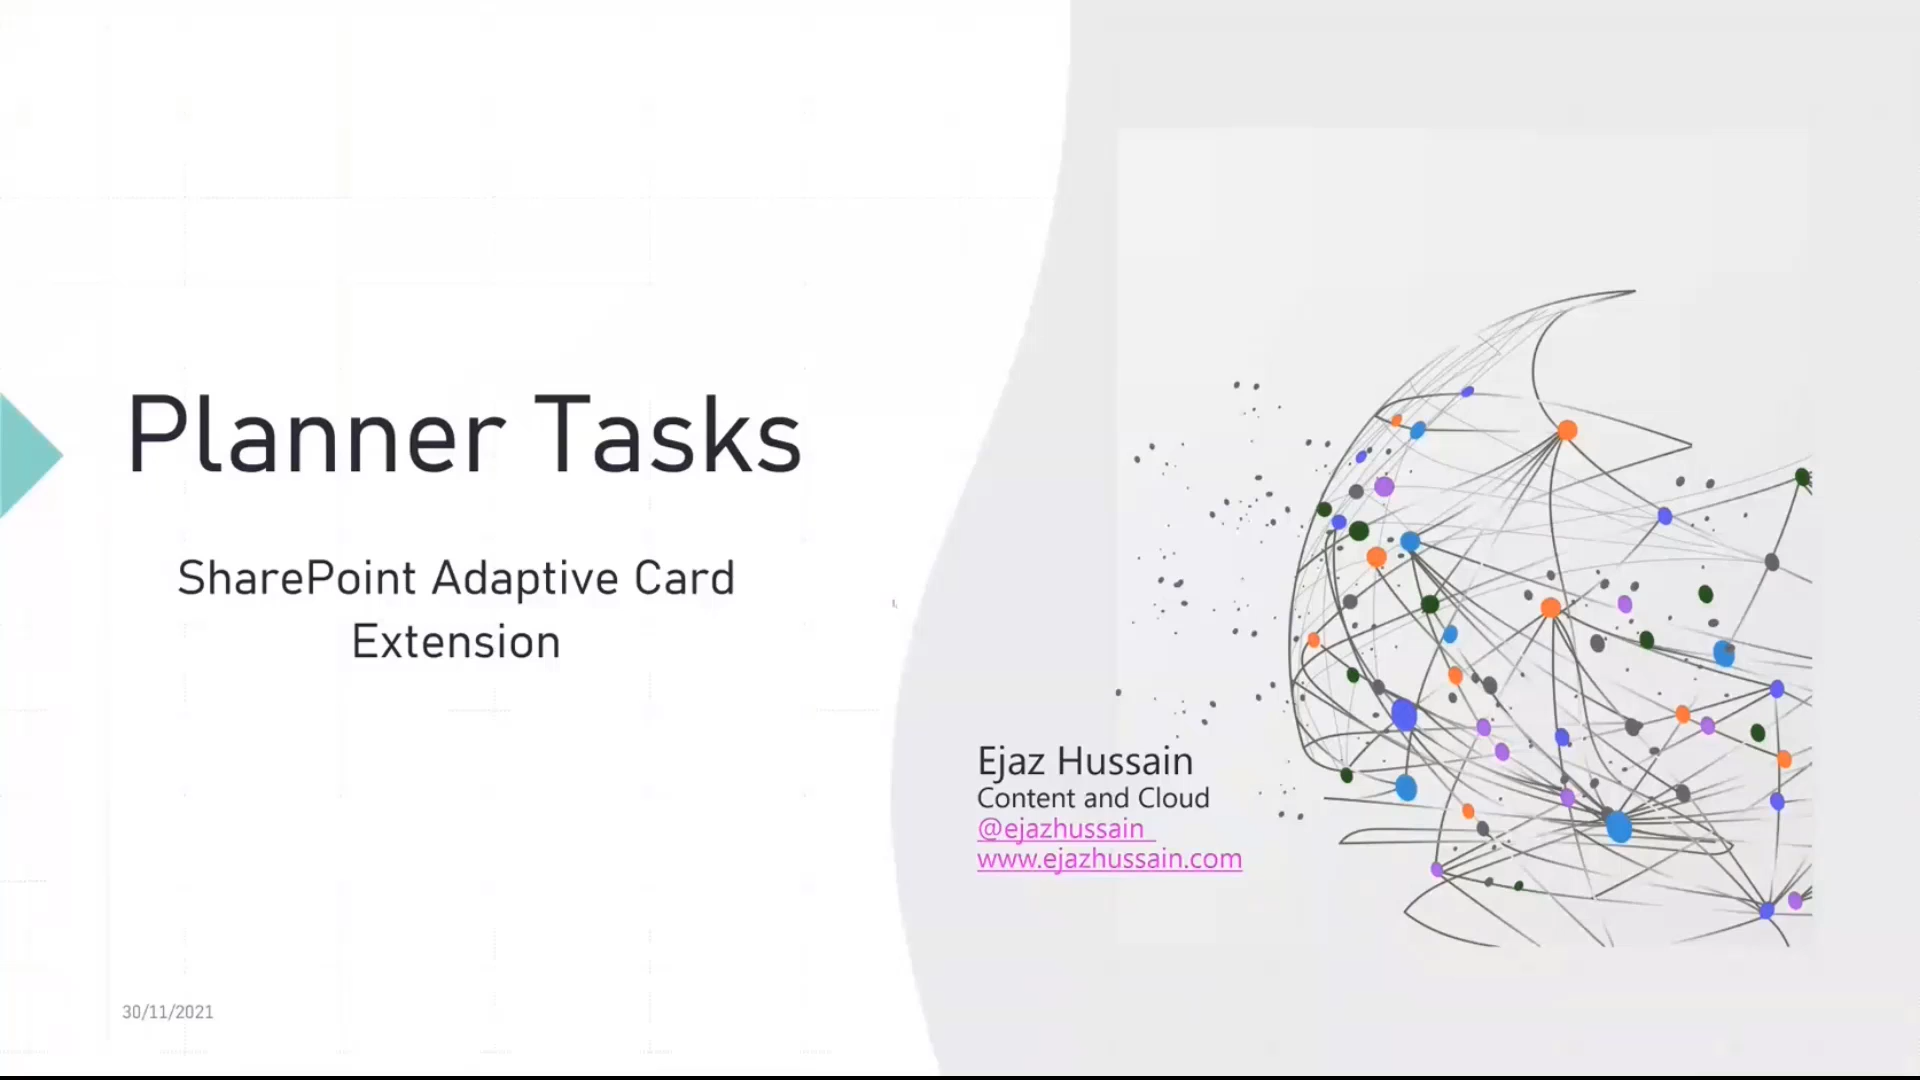 Planner Tasks
SharePoint Adaptive Card
Extension
Ejaz Hussain
Content and Cloud
@ejazhussain
www.ejazhussain.com
30/11/2021